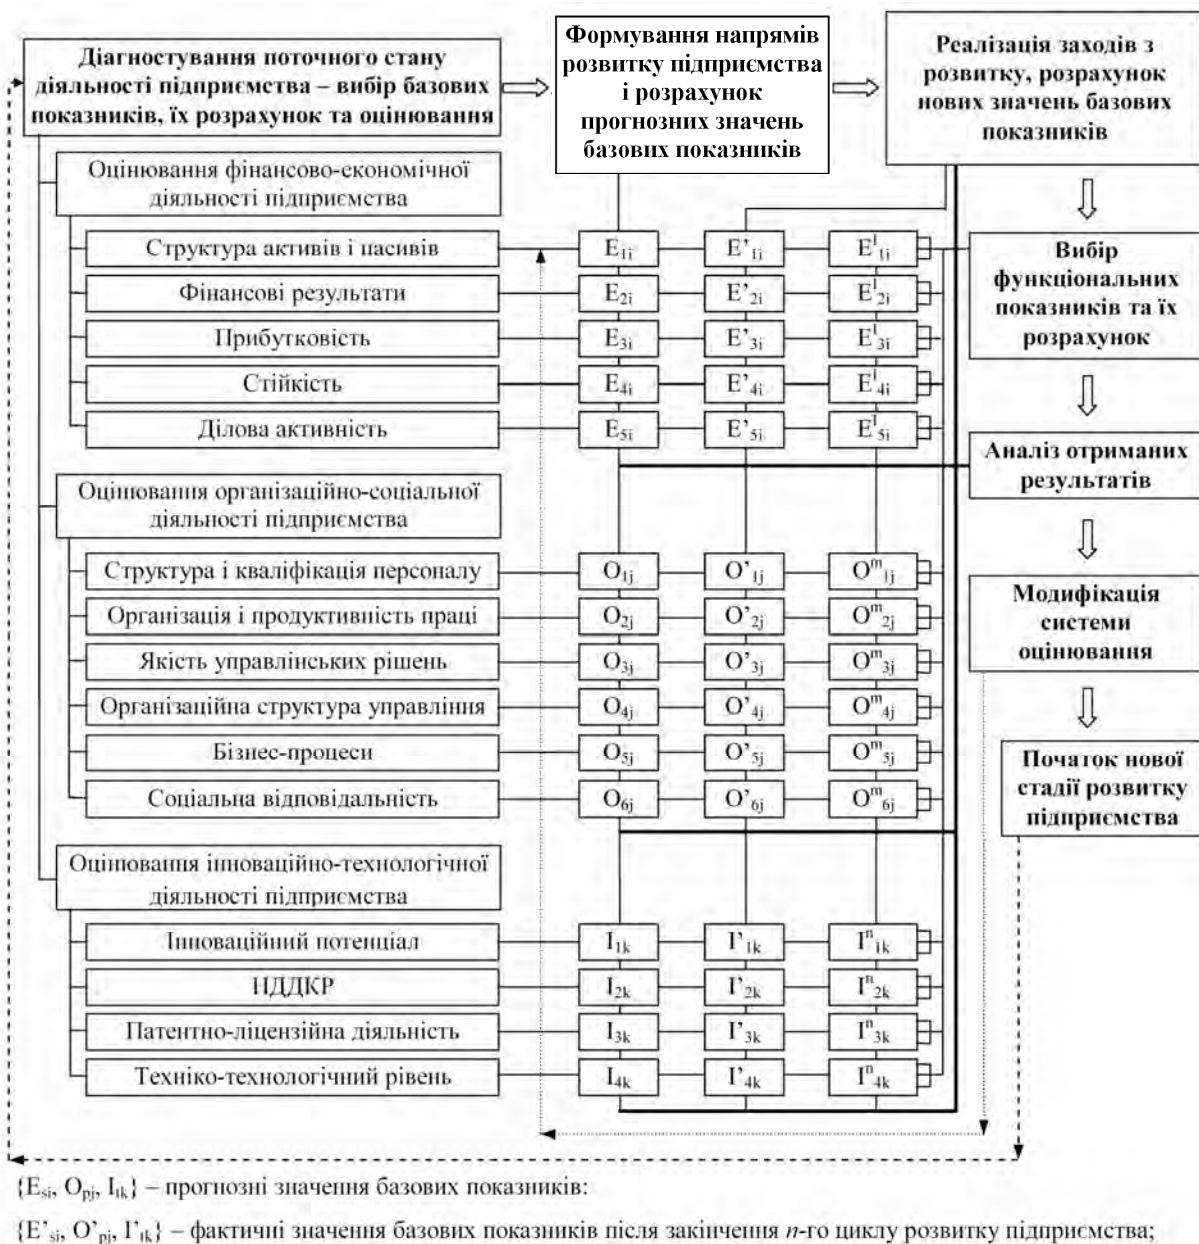 Діагностування поточного стану
діяльності підприємства – вибір базових
показників, їх розрахунок та оцінювання
Формування напрямів
розвитку підприємства
і розрахунок
прогнозних значень
базових показників
Реалізація заходів з
розвитку, розрахунок
нових значень базових
показників
Оцінювання фінансово-економічної
діяльності підприємства
Структура активів і пасивів
E₁ᵢ
E’₁ᵢ
Eˡ₁ᵢ
Фінансові результати
E₂ᵢ
E’₂ᵢ
Eˡ₂ᵢ
Прибутковість
E₃ᵢ
E’₃ᵢ
Eˡ₃ᵢ
Стійкість
E₄ᵢ
E’₄ᵢ
Eˡ₄ᵢ
Ділова активність
E₅ᵢ
E’₅ᵢ
Eˡ₅ᵢ
Вибір
функціональних
показників та їх
розрахунок
Аналіз отриманих
результатів
Оцінювання організаційно-соціальної
діяльності підприємства
Структура і кваліфікація персоналу
O₁ⱼ
O’₁ⱼ
Oᵐ₁ⱼ
Організація і продуктивність праці
O₂ⱼ
O’₂ⱼ
Oᵐ₂ⱼ
Якість управлінських рішень
O₃ⱼ
O’₃ⱼ
Oᵐ₃ⱼ
Організаційна структура управління
O₄ⱼ
O’₄ⱼ
Oᵐ₄ⱼ
Бізнес-процеси
O₅ⱼ
O’₅ⱼ
Oᵐ₅ⱼ
Соціальна відповідальність
O₆ⱼ
O’₆ⱼ
Oᵐ₆ⱼ
Модифікація
системи
оцінювання
Початок нової
стадії розвитку
підприємства
Оцінювання інноваційно-технологічної
діяльності підприємства
Інноваційний потенціал
I₁ₖ
I’₁ₖ
Iⁿ₁ₖ
НДДКР
I₂ₖ
I’₂ₖ
Iⁿ₂ₖ
Патентно-ліцензійна діяльність
I₃ₖ
I’₃ₖ
Iⁿ₃ₖ
Техніко-технологічний рівень
I₄ₖ
I’₄ₖ
Iⁿ₄ₖ
{Eₛᵢ, Oₚⱼ, Iₜₖ} – прогнозні значення базових показників:
{E’ₛᵢ, O’ₚⱼ, I’ₜₖ} – фактичні значення базових показників після закінчення n-го циклу розвитку підприємства;